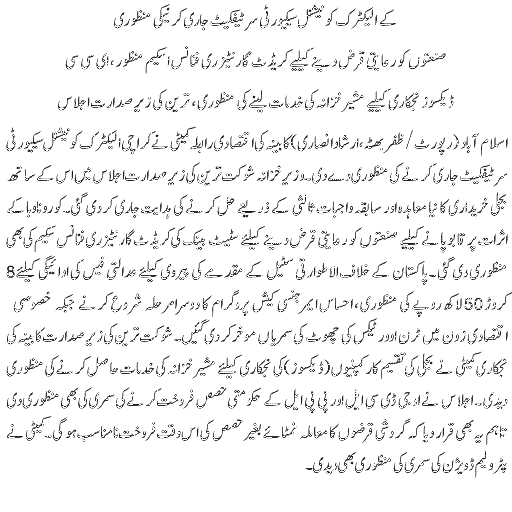 کے الیکٹرک کو نیشنل سیکیورٹی سرٹیفکیٹ جاری کرنیکی منظوری
صنعتوں کو رعایتی قرض دینے کیلئے کریڈٹ گارنٹیز ری فنانس اسکیم منظور، ای سی سی
ڈیکسوز نجکاری کیلئے مشیر خزانہ کی خدمات لینے کی منظوری، ترین کی زیر صدارت اجلاس
اسلام آباد (رپورٹ / ظفر بھٹہ، ارشاد انصاری) کابینہ کی اقتصادی رابطہ کمیٹی نے کراچی الیکٹرک کو نیشنل سیکیورٹی
سرٹیفکیٹ جاری کرنے کی منظوری دے دی۔ وزیر خزانہ شوکت ترین کی زیر صدارت اجلاس میں اس کے ساتھ
بجلی خریداری کا نیا معاہدہ اور سابقہ واجبات ثالثی کے ذریعے حل کرنے کی ہدایت جاری کر دی گئی۔ کورونا وبا کے
اثرات پر قابو پانے کیلئے صنعتوں کو رعایتی قرض دینے کیلئے سٹیٹ بینک کی کریڈٹ گارنٹیز ری فنانس سکیم کی بھی
منظوری دی گئی۔ پاکستان کے خلاف الطوارقی سٹیل کے مقدمے کی پیروی کیلئے عدالتی فیس کی ادائیگی کیلئے 8
کروڑ 50 لاکھ روپے کی منظوری، احساس ایمرجنسی کیش پروگرام کا دوسرا مرحلہ شروع کرنے جبکہ خصوصی
اقتصادی زون میں ٹرن اوور ٹیکس کی چھوٹ کی سمریاں موخر کر دی گئیں۔ شوکت ترین کی زیر صدارت کابینہ کی
نجکاری کمیٹی نے بجلی کی تقسیم کار کمپنیوں (ڈیکسوز) کی نجکاری کیلئے مشیر خزانہ کی خدمات حاصل کرنے کی منظوری
دیدی۔ اجلاس نے او جی ڈی سی ایل اور پی پی ایل کے حکومتی حصص فروخت کرنے کی سمری کی بھی منظوری دی
تاہم یہ بھی قرار دیا کہ گردشی قرضوں کا معاملہ نمٹائے بغیر حصص کی اس وقت فروخت نامناسب ہو گی۔ کمیٹی نے
پٹرولیم ڈویژن کی سمری کی منظوری بھی دیدی۔